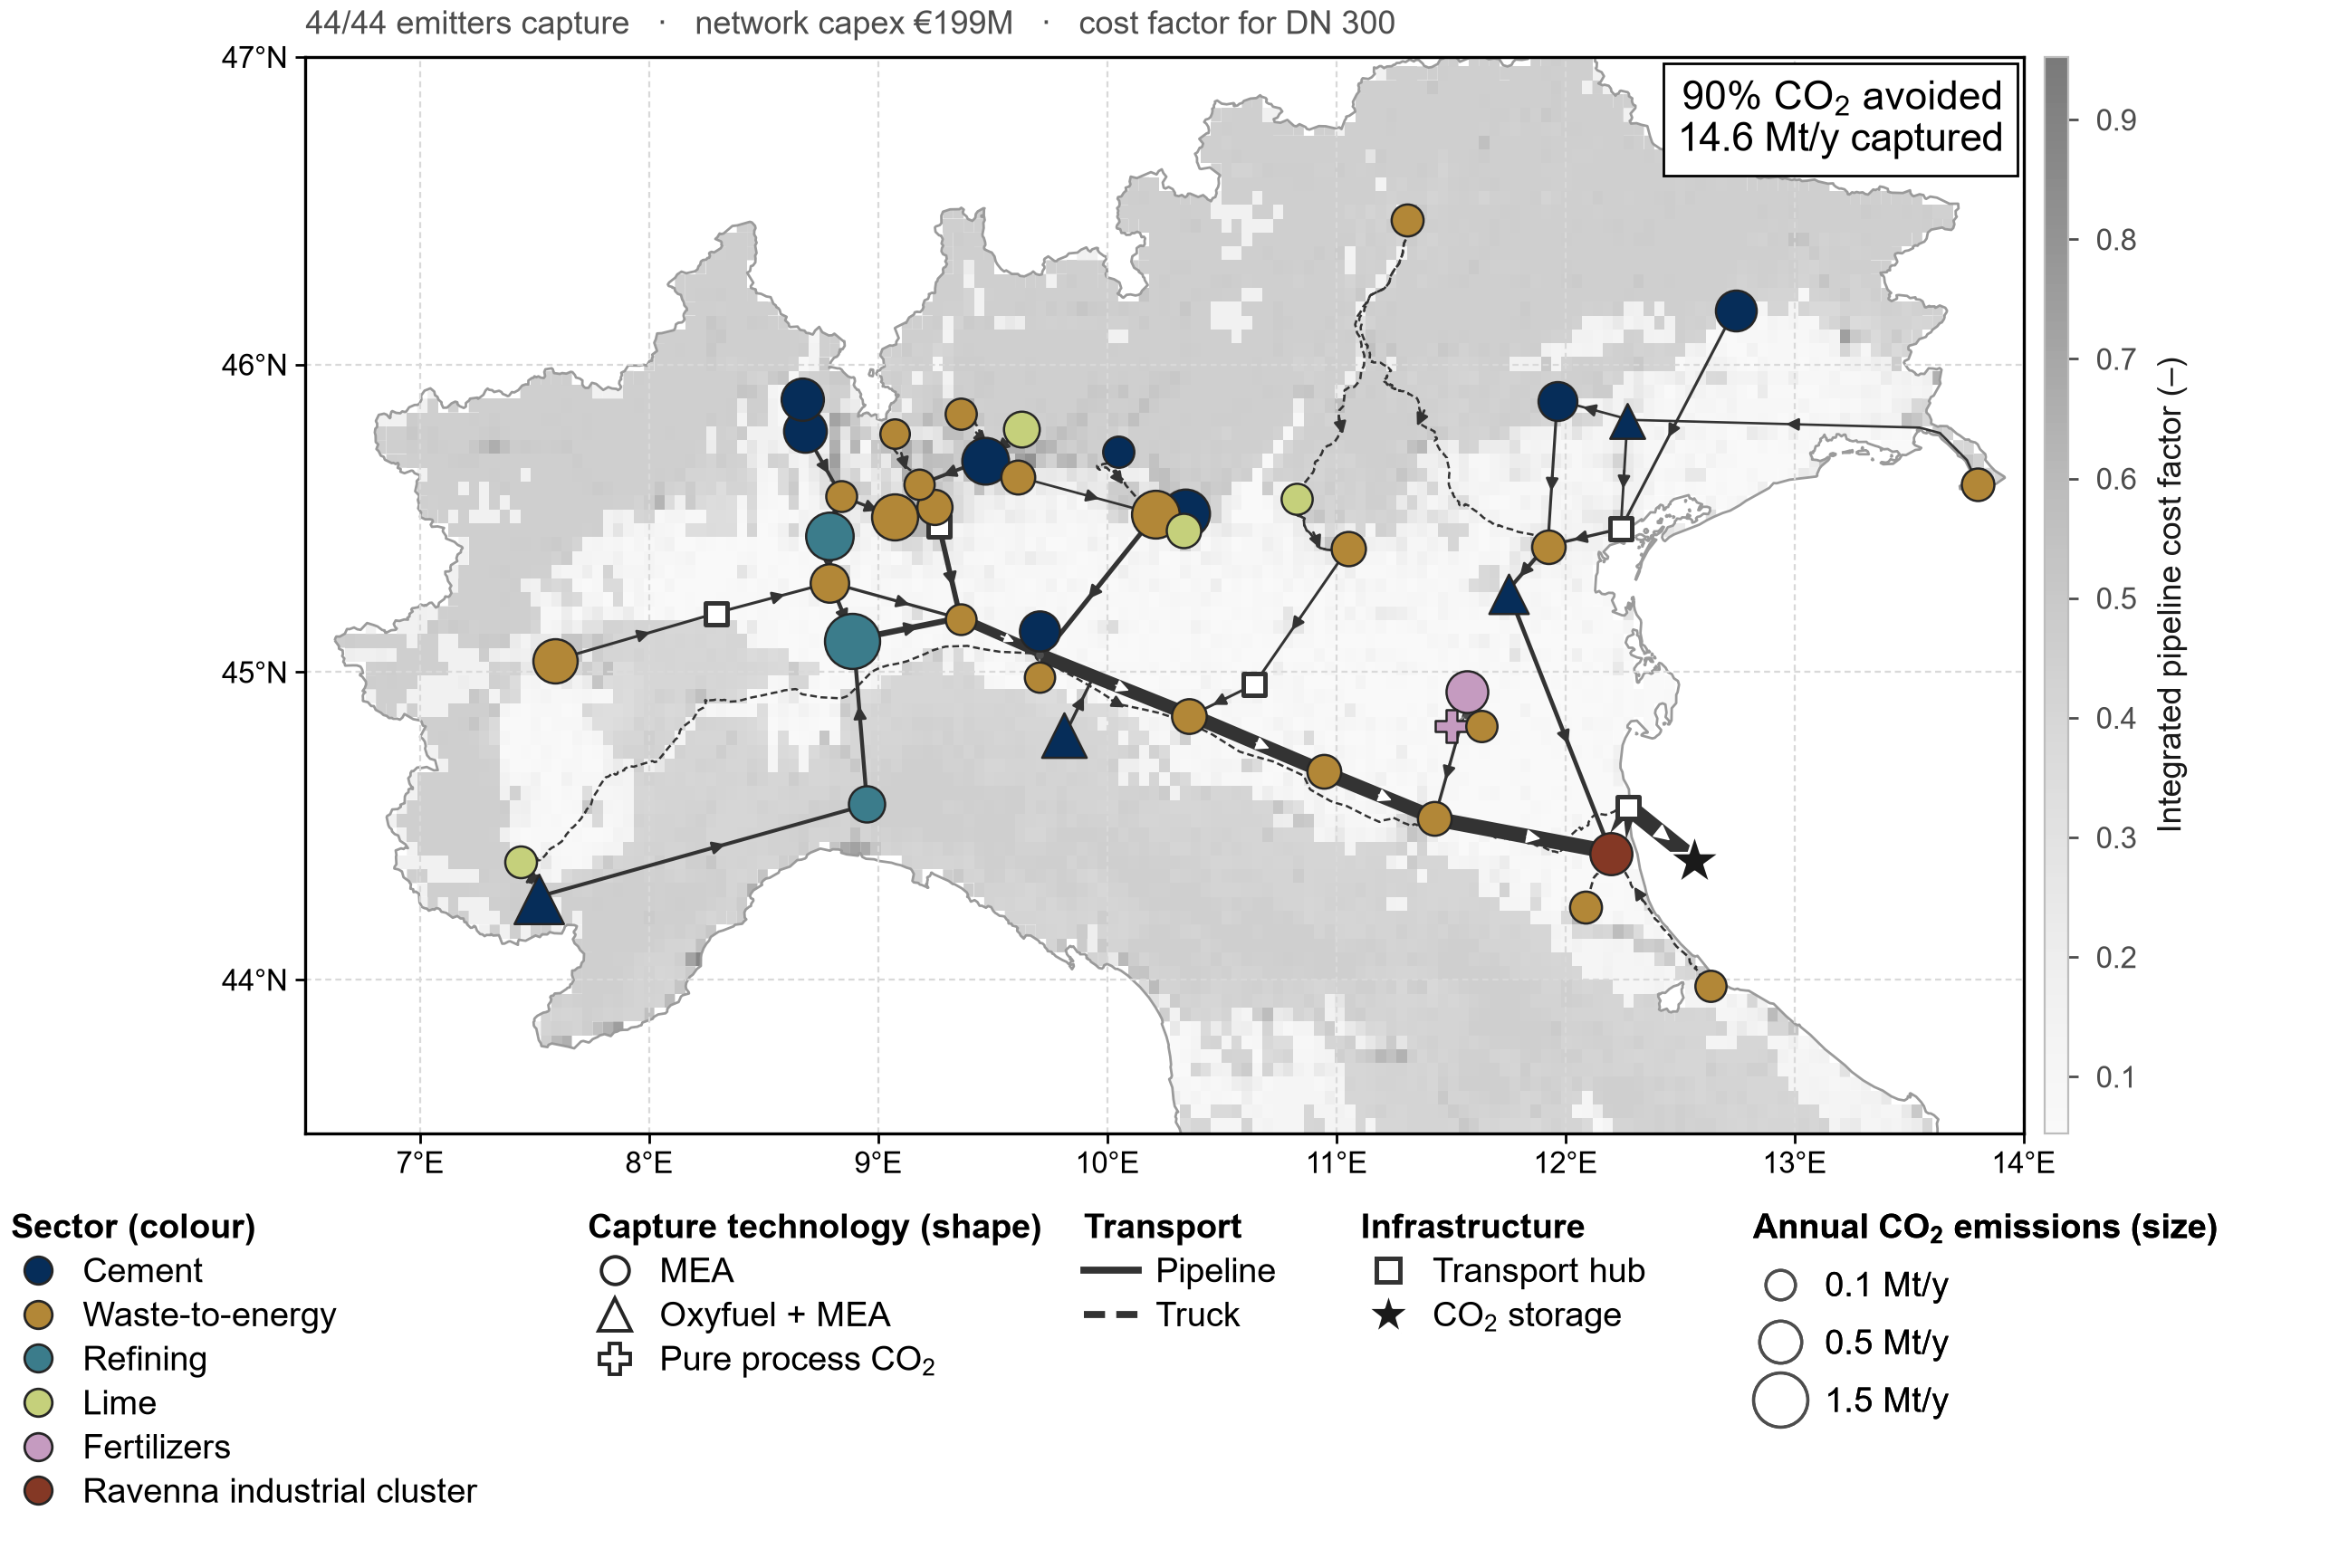 44/44 emitters capture · network capex €199M · cost factor for DN 300
90% CO₂ avoided
14.6 Mt/y captured
47°N
46°N
45°N
44°N
7°E
8°E
9°E
10°E
11°E
12°E
13°E
14°E
0.9
0.8
0.7
0.6
0.5
0.4
0.3
0.2
0.1
Integrated pipeline cost factor (–)
Sector (colour)
Cement
Waste-to-energy
Refining
Lime
Fertilizers
Ravenna industrial cluster
Capture technology (shape)
MEA
Oxyfuel + MEA
Pure process CO₂
Transport
Pipeline
Truck
Infrastructure
Transport hub
CO₂ storage
Annual CO₂ emissions (size)
0.1 Mt/y
0.5 Mt/y
1.5 Mt/y